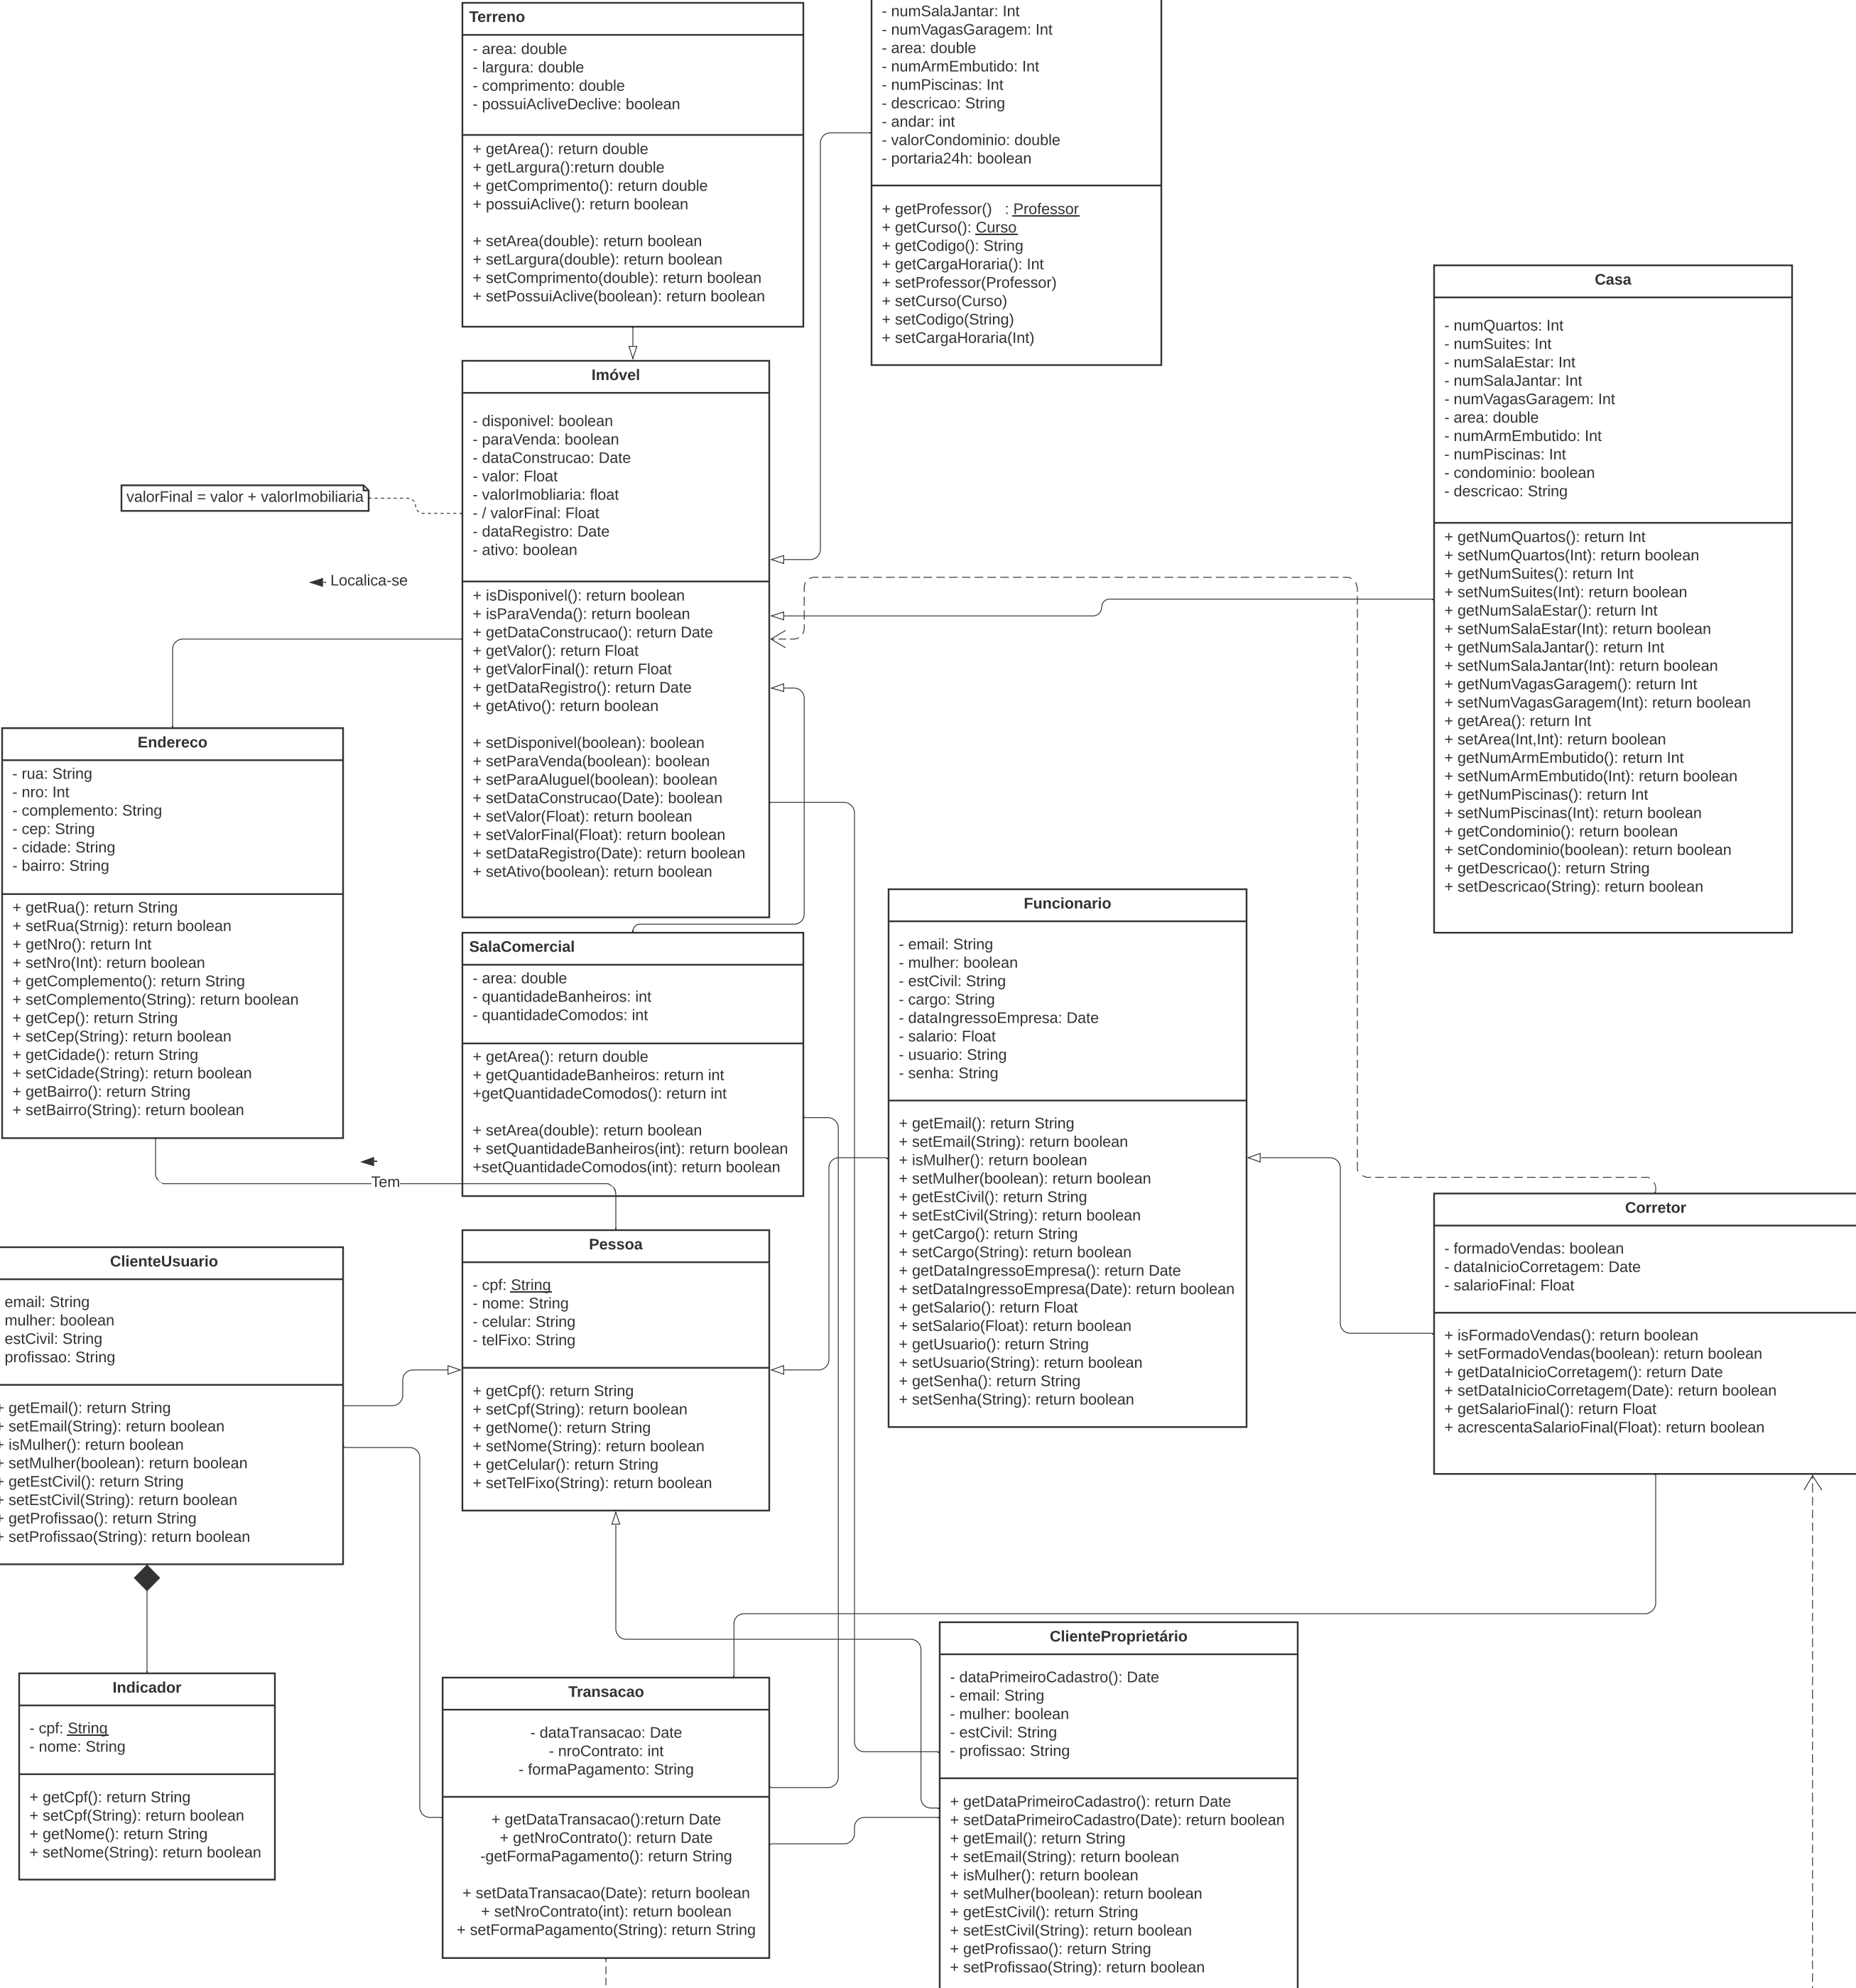 Terreno
- area: double
- largura: double
- comprimento: double
- possuiAcliveDeclive: boolean
+ getArea(): return double
+ getLargura():return double
+ getComprimento(): return double
+ possuiAclive(): return boolean
+ setArea(double): return boolean
+ setLargura(double): return boolean
+ setComprimento(double): return boolean
+ setPossuiAclive(boolean): return boolean
- numSalaJantar: Int
- numVagasGaragem: Int
- area: double
- numArmEmbutido: Int
- numPiscinas: Int
- descricao: String
- andar: int
- valorCondominio: double
- portaria24h: boolean
+ getProfessor() : Professor
+ getCurso(): Curso
+ getCodigo(): String
+ getCargaHoraria(): Int
+ setProfessor(Professor)
+ setCurso(Curso)
+ setCodigo(String)
+ setCargaHoraria(Int)
Casa
- numQuartos: Int
- numSuites: Int
- numSalaEstar: Int
- numSalaJantar: Int
- numVagasGaragem: Int
- area: double
- numArmEmbutido: Int
- numPiscinas: Int
- condominio: boolean
- descricao: String
+ getNumQuartos(): return Int
+ setNumQuartos(Int): return boolean
+ getNumSuites(): return Int
+ setNumSuites(Int): return boolean
+ getNumSalaEstar(): return Int
+ setNumSalaEstar(Int): return boolean
+ getNumSalaJantar(): return Int
+ setNumSalaJantar(Int): return boolean
+ getNumVagasGaragem(): return Int
+ setNumVagasGaragem(Int): return boolean
+ getArea(): return Int
+ setArea(Int,Int): return boolean
+ getNumArmEmbutido(): return Int
+ setNumArmEmbutido(Int): return boolean
+ getNumPiscinas(): return Int
+ setNumPiscinas(Int): return boolean
+ getCondominio(): return boolean
+ setCondominio(boolean): return boolean
+ getDescricao(): return String
+ setDescricao(String): return boolean
Imóvel
- disponivel: boolean
- paraVenda: boolean
- dataConstrucao: Date
- valor: Float
- valorImobliaria: float
- / valorFinal: Float
- dataRegistro: Date
- ativo: boolean
+ isDisponivel(): return boolean
+ isParaVenda(): return boolean
+ getDataConstrucao(): return Date
+ getValor(): return Float
+ getValorFinal(): return Float
+ getDataRegistro(): return Date
+ getAtivo(): return boolean
+ setDisponivel(boolean): boolean
+ setParaVenda(boolean): boolean
+ setParaAluguel(boolean): boolean
+ setDataConstrucao(Date): boolean
+ setValor(Float): return boolean
+ setValorFinal(Float): return boolean
+ setDataRegistro(Date): return boolean
+ setAtivo(boolean): return boolean
valorFinal = valor + valorImobiliaria
Localica-se
Endereco
- rua: String
- nro: Int
- complemento: String
- cep: String
- cidade: String
- bairro: String
+ getRua(): return String
+ setRua(Strnig): return boolean
+ getNro(): return Int
+ setNro(Int): return boolean
+ getComplemento(): return String
+ setComplemento(String): return boolean
+ getCep(): return String
+ setCep(String): return boolean
+ getCidade(): return String
+ setCidade(String): return boolean
+ getBairro(): return String
+ setBairro(String): return boolean
SalaComercial
- area: double
- quantidadeBanheiros: int
- quantidadeComodos: int
+ getArea(): return double
+ getQuantidadeBanheiros: return int
+getQuantidadeComodos(): return int
+ setArea(double): return boolean
+ setQuantidadeBanheiros(int): return boolean
+setQuantidadeComodos(int): return boolean
Tem
Funcionario
- email: String
- mulher: boolean
- estCivil: String
- cargo: String
- dataIngressoEmpresa: Date
- salario: Float
- usuario: String
- senha: String
+ getEmail(): return String
+ setEmail(String): return boolean
+ isMulher(): return boolean
+ setMulher(boolean): return boolean
+ getEstCivil(): return String
+ setEstCivil(String): return boolean
+ getCargo(): return String
+ setCargo(String): return boolean
+ getDataIngressoEmpresa(): return Date
+ setDataIngressoEmpresa(Date): return boolean
+ getSalario(): return Float
+ setSalario(Float): return boolean
+ getUsuario(): return String
+ setUsuario(String): return boolean
+ getSenha(): return String
+ setSenha(String): return boolean
Corretor
- formadoVendas: boolean
- dataInicioCorretagem: Date
- salarioFinal: Float
+ isFormadoVendas(): return boolean
+ setFormadoVendas(boolean): return boolean
+ getDataInicioCorretagem(): return Date
+ setDataInicioCorretagem(Date): return boolean
+ getSalarioFinal(): return Float
+ acrescentaSalarioFinal(Float): return boolean
ClienteUsuario
email: String
mulher: boolean
estCivil: String
profissao: String
+ getEmail(): return String
+ setEmail(String): return boolean
+ isMulher(): return boolean
+ setMulher(boolean): return boolean
+ getEstCivil(): return String
+ setEstCivil(String): return boolean
+ getProfissao(): return String
+ setProfissao(String): return boolean
Pessoa
- cpf: String
- nome: String
- celular: String
- telFixo: String
+ getCpf(): return String
+ setCpf(String): return boolean
+ getNome(): return String
+ setNome(String): return boolean
+ getCelular(): return String
+ setTelFixo(String): return boolean
Indicador
- cpf: String
- nome: String
+ getCpf(): return String
+ setCpf(String): return boolean
+ getNome(): return String
+ setNome(String): return boolean
Transacao
- dataTransacao: Date
- nroContrato: int
- formaPagamento: String
+ getDataTransacao():return Date
+ getNroContrato(): return Date
-getFormaPagamento(): return String
+ setDataTransacao(Date): return boolean
+ setNroContrato(int): return boolean
+ setFormaPagamento(String): return String
ClienteProprietário
- dataPrimeiroCadastro(): Date
- email: String
- mulher: boolean
- estCivil: String
- profissao: String
+ getDataPrimeiroCadastro(): return Date
+ setDataPrimeiroCadastro(Date): return boolean
+ getEmail(): return String
+ setEmail(String): return boolean
+ isMulher(): return boolean
+ setMulher(boolean): return boolean
+ getEstCivil(): return String
+ setEstCivil(String): return boolean
+ getProfissao(): return String
+ setProfissao(String): return boolean